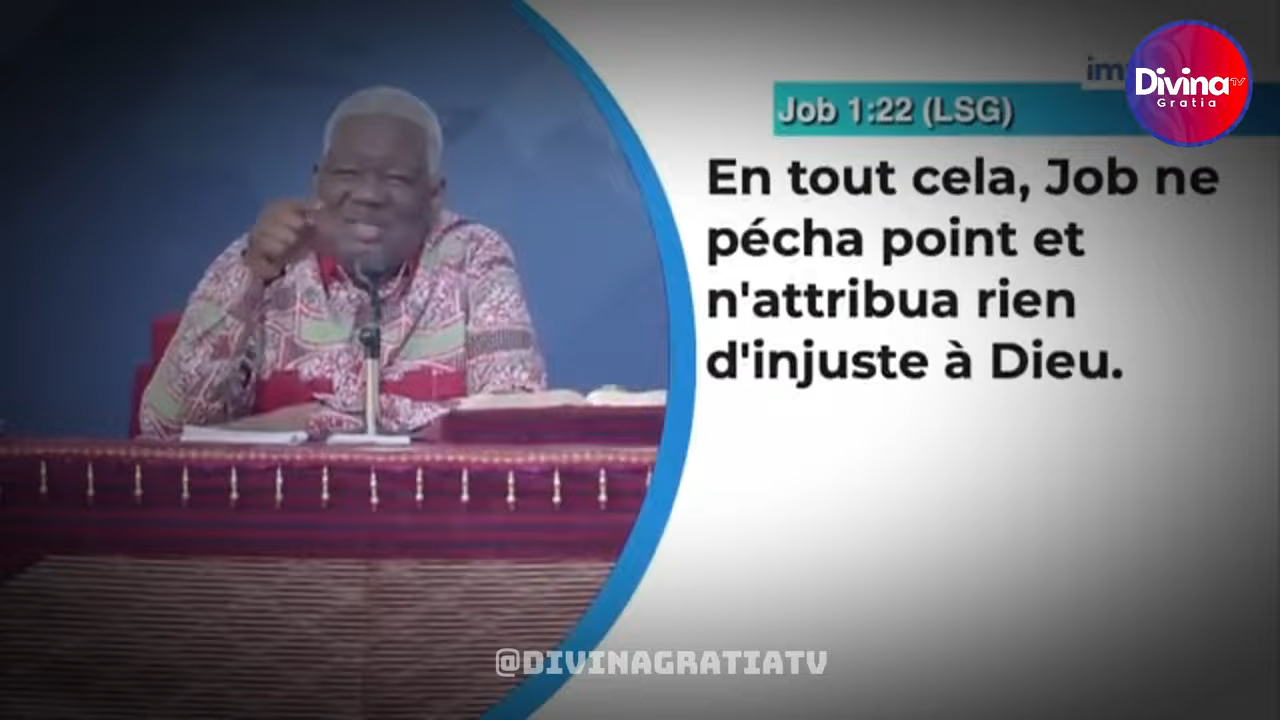 Divina TV
Gratia
Job 1:22 (LSG)
En tout cela, Job ne
pécha point et
n'attribua rien
d'injuste à Dieu.
@DIVINAGRATIATV